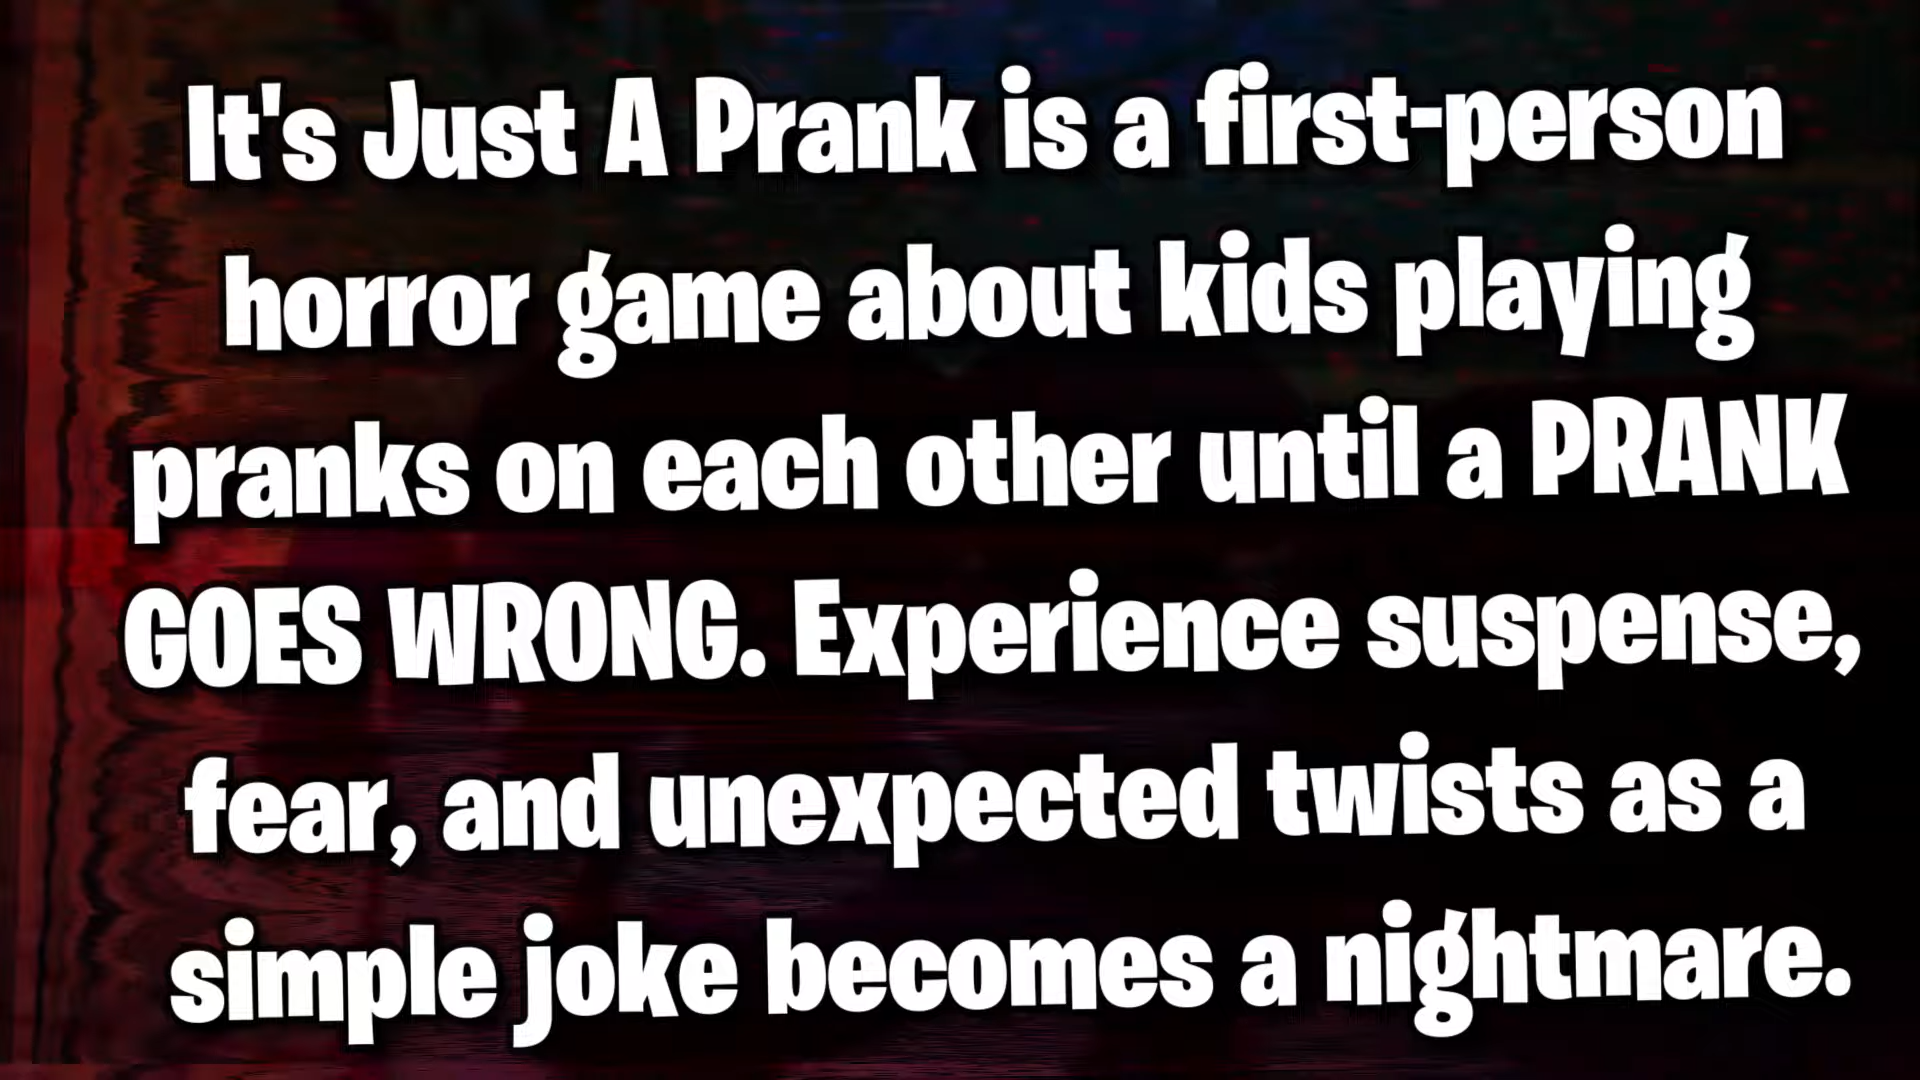 It's Just A Prank is a first-person
horror game about kids playing
pranks on each other until a PRANK
GOES WRONG. Experience suspense,
fear, and unexpected twists as a
simple joke becomes a nightmare.